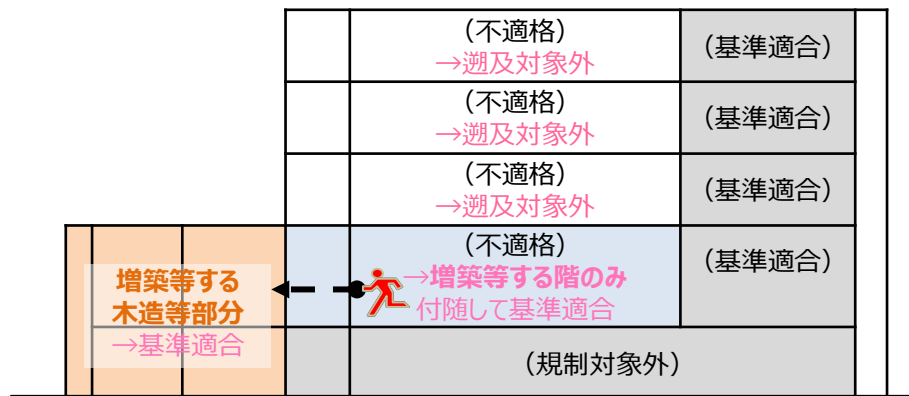 （不適格）
→遡及対象外
（基準適合）
（不適格）
→遡及対象外
（基準適合）
（不適格）
→遡及対象外
（基準適合）
（不適格）
→増築等する階のみ
付随して基準適合
（基準適合）
増築等する
木造等部分
→基準適合
（規制対象外）